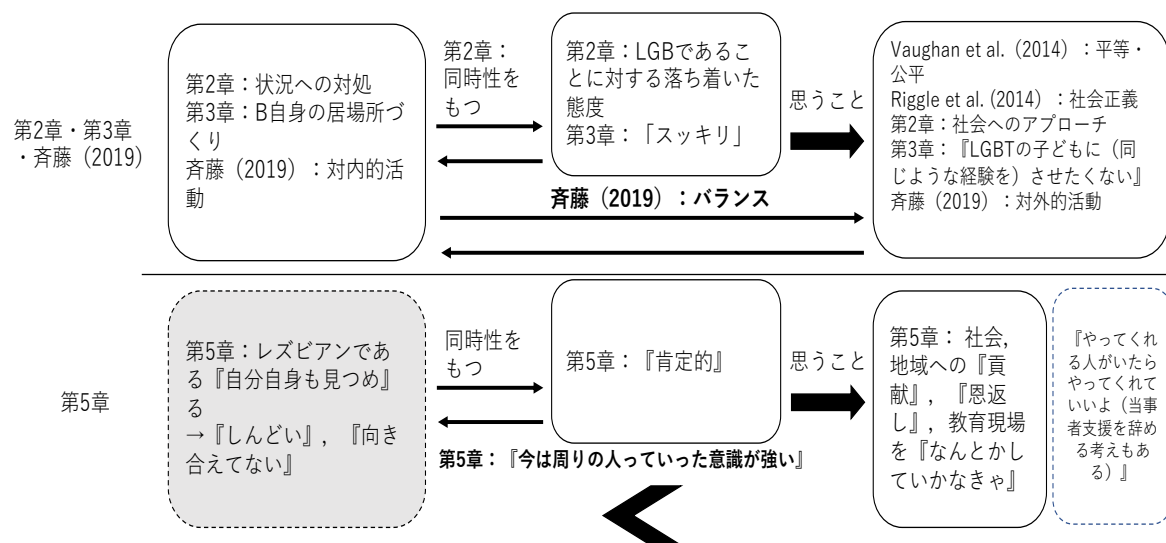 第2章・第3章
・斉藤（2019）
第2章：状況への対処
第3章：B自身の居場所づ
くり
斉藤（2019）：対内的活
動
第2章：
同時性を
もつ
第2章：LGBであるこ
とに対する落ち着いた
態度
第3章：「スッキリ」
思うこと
Vaughan et al.（2014）：平等・
公平
Riggle et al. (2014)：社会正義
第2章：社会へのアプローチ
第3章：『LGBTの子どもに（同
じような経験を）させたくない』
斉藤（2019）：対外的活動
斉藤（2019）：バランス
第5章
第5章：レズビアンであ
る『自分自身も見つめ』
る
→『しんどい』，『向き
合えてない』
同時性を
もつ
第5章：『肯定的』
思うこと
第5章： 社会,
地域への『貢
献』，『恩返
し』，教育現場
を『なんとかし
ていかなきゃ』
『やってくれ
る人がいたら
やってくれて
いいよ（当事
者支援を辞め
る考えもあ
る）』
第5章：『今は周りの人っていった意識が強い』